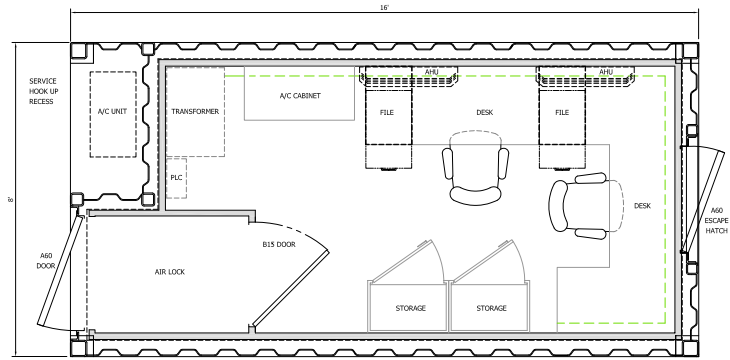 16'
SERVICE
HOOK UP
RECESS
A/C UNIT
TRANSFORMER
A/C CABINET
AHU
FILE
DESK
AHU
FILE
PLC
8'
DESK
A60
ESCAPE
HATCH
A60
DOOR
AIR LOCK
B15 DOOR
STORAGE
STORAGE